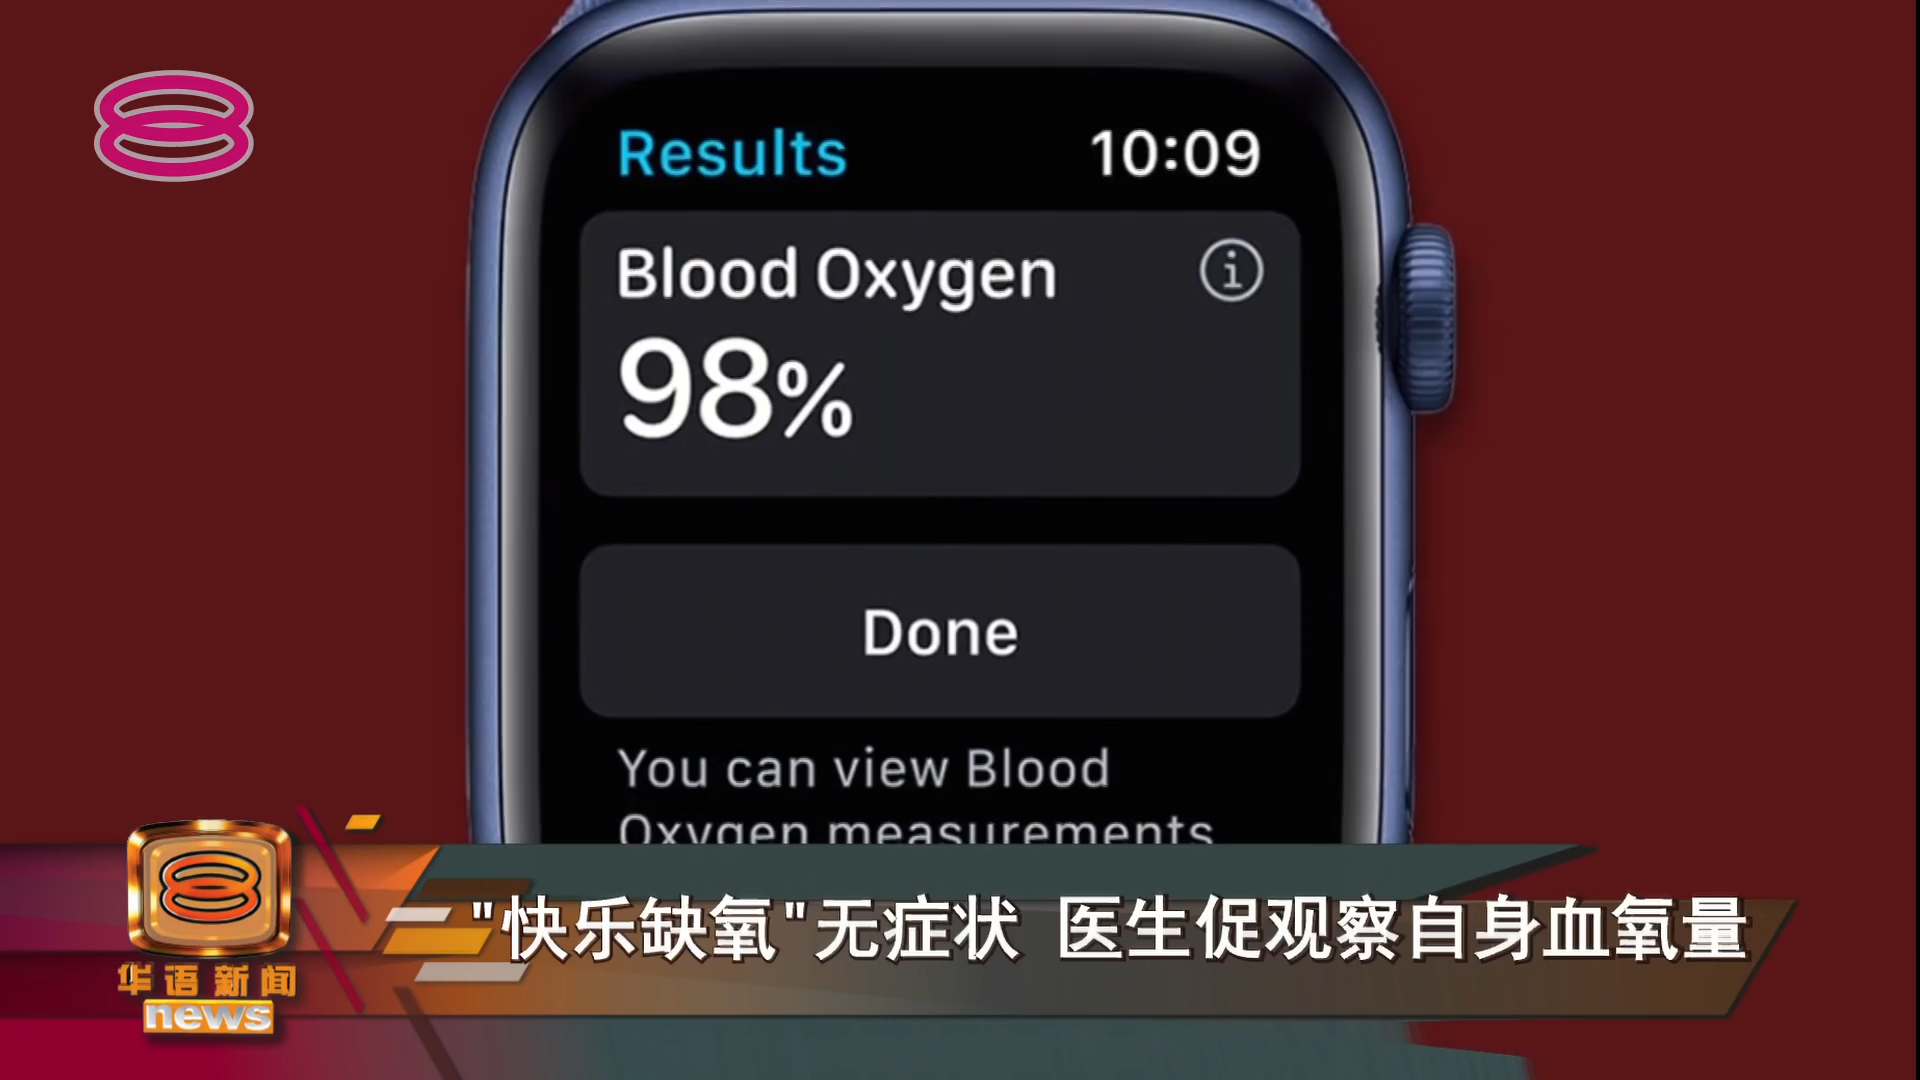 Results 10:09
Blood Oxygen
98%
Done
You can view Blood
Oxygen measurements
"快乐缺氧"无症状 医生促观察自身血氧量
华语新闻
news